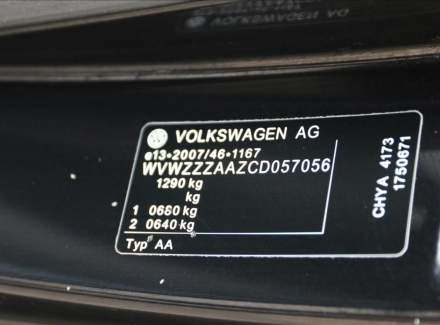 VOLKSWAGEN AG
e13*2007/46*1167
WVWZZZAAZCD057056
1290 kg
kg
1 0680 kg
2 0640 kg
Typ AA
CHYA 4173
1750671